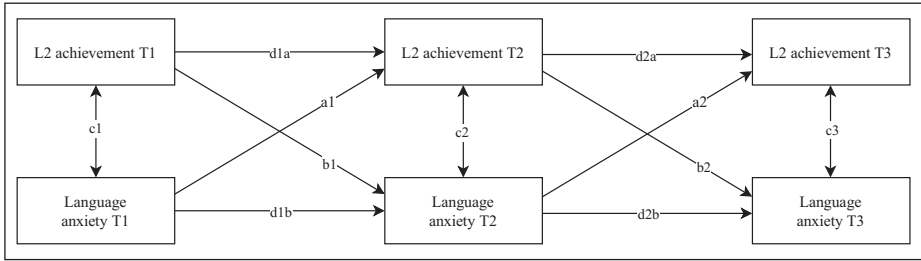 L2 achievement T1
L2 achievement T2
L2 achievement T3
d1a
d2a
a1
a2
c1
c2
c3
b1
b2
Language
anxiety T1
Language
anxiety T2
Language
anxiety T3
d1b
d2b